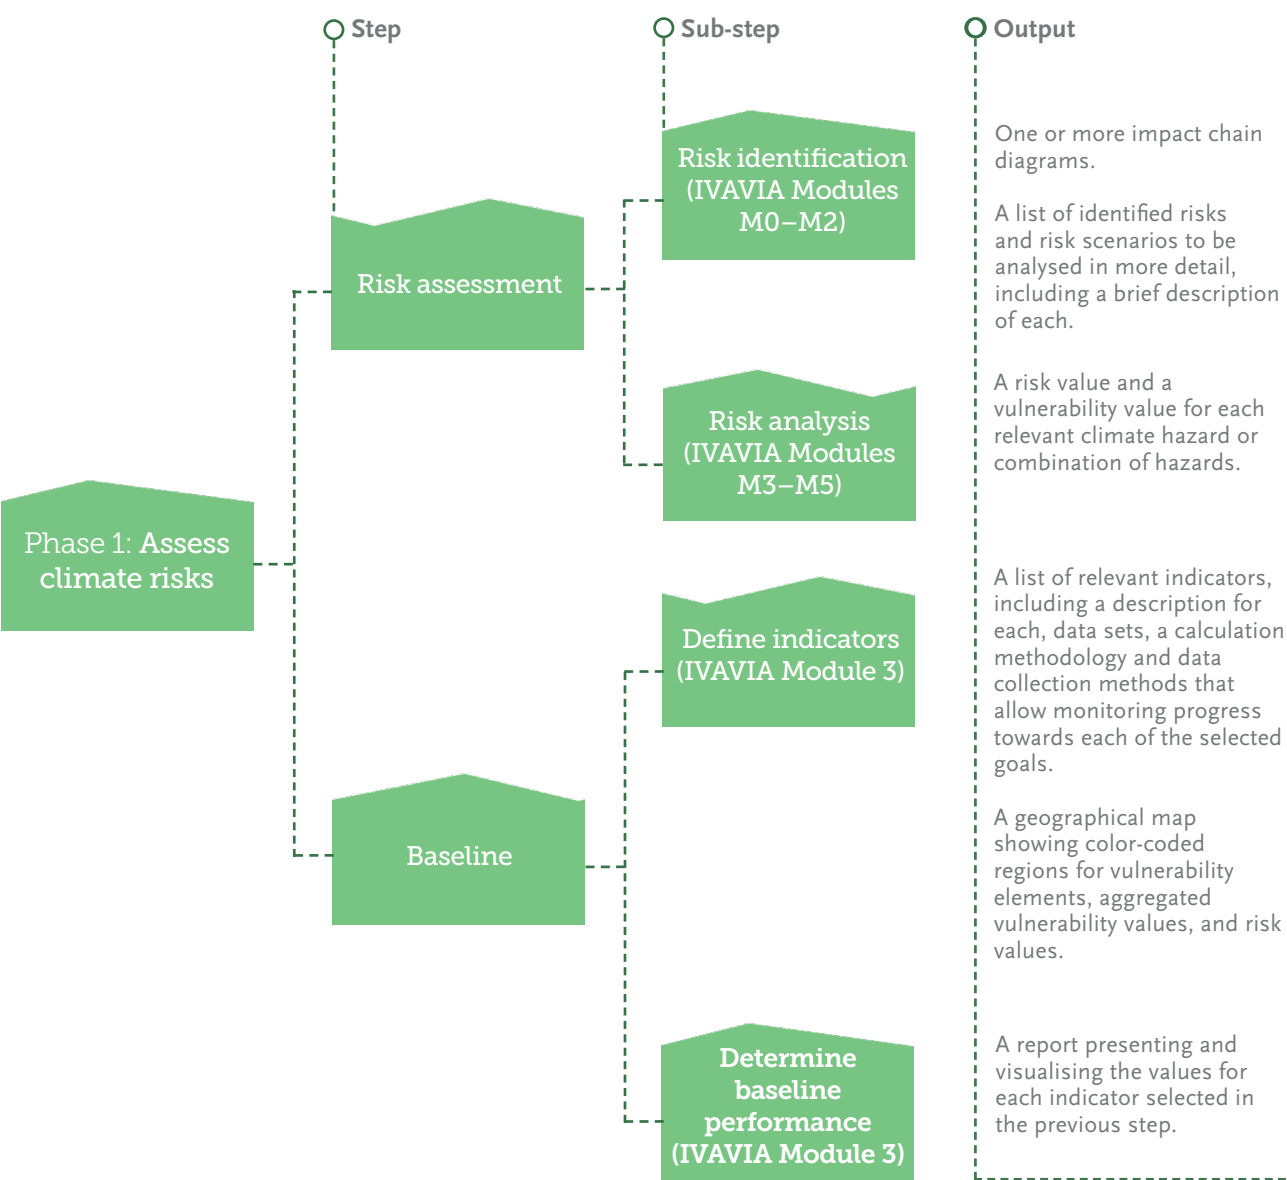 Step
Sub-step
Output
Risk identification
(IVAVIA Modules
M0–M2)
One or more impact chain
diagrams.
A list of identified risks
and risk scenarios to be
analysed in more detail,
including a brief description
of each.
Risk assessment
Risk analysis
(IVAVIA Modules
M3–M5)
A risk value and a
vulnerability value for each
relevant climate hazard or
combination of hazards.
Phase 1: Assess
climate risks
Define indicators
(IVAVIA Module 3)
A list of relevant indicators,
including a description for
each, data sets, a calculation
methodology and data
collection methods that
allow monitoring progress
towards each of the selected
goals.
Baseline
A geographical map
showing color-coded
regions for vulnerability
elements, aggregated
vulnerability values, and risk
values.
Determine
baseline
performance
(IVAVIA Module 3)
A report presenting and
visualising the values for
each indicator selected in
the previous step.